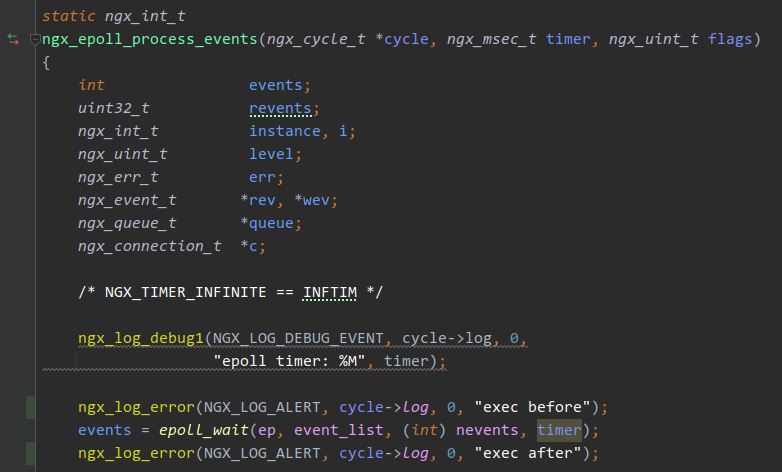 static ngx_int_t
ngx_epoll_process_events(ngx_cycle_t *cycle, ngx_msec_t timer, ngx_uint_t flags)
{
    int                events;
    uint32_t           revents;
    ngx_int_t          instance, i;
    ngx_uint_t         level;
    ngx_err_t          err;
    ngx_event_t       *rev, *wev;
    ngx_queue_t       *queue;
    ngx_connection_t  *c;

    /* NGX_TIMER_INFINITE == INFTIM */

    ngx_log_debug1(NGX_LOG_DEBUG_EVENT, cycle->log, 0,
                   "epoll timer: %M", timer);

    ngx_log_error(NGX_LOG_ALERT, cycle->log, 0, "exec before");
    events = epoll_wait(ep, event_list, (int) nevents, timer);
    ngx_log_error(NGX_LOG_ALERT, cycle->log, 0, "exec after");